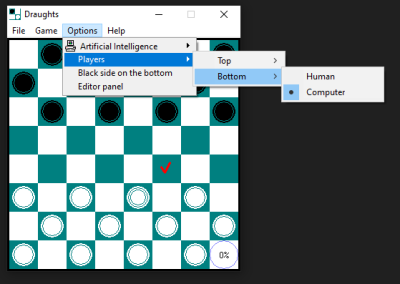 Draughts
File Game Options Help
Artificial Intelligence
Players
Black side on the bottom
Editor panel
Top
Bottom
Human
Computer
0%